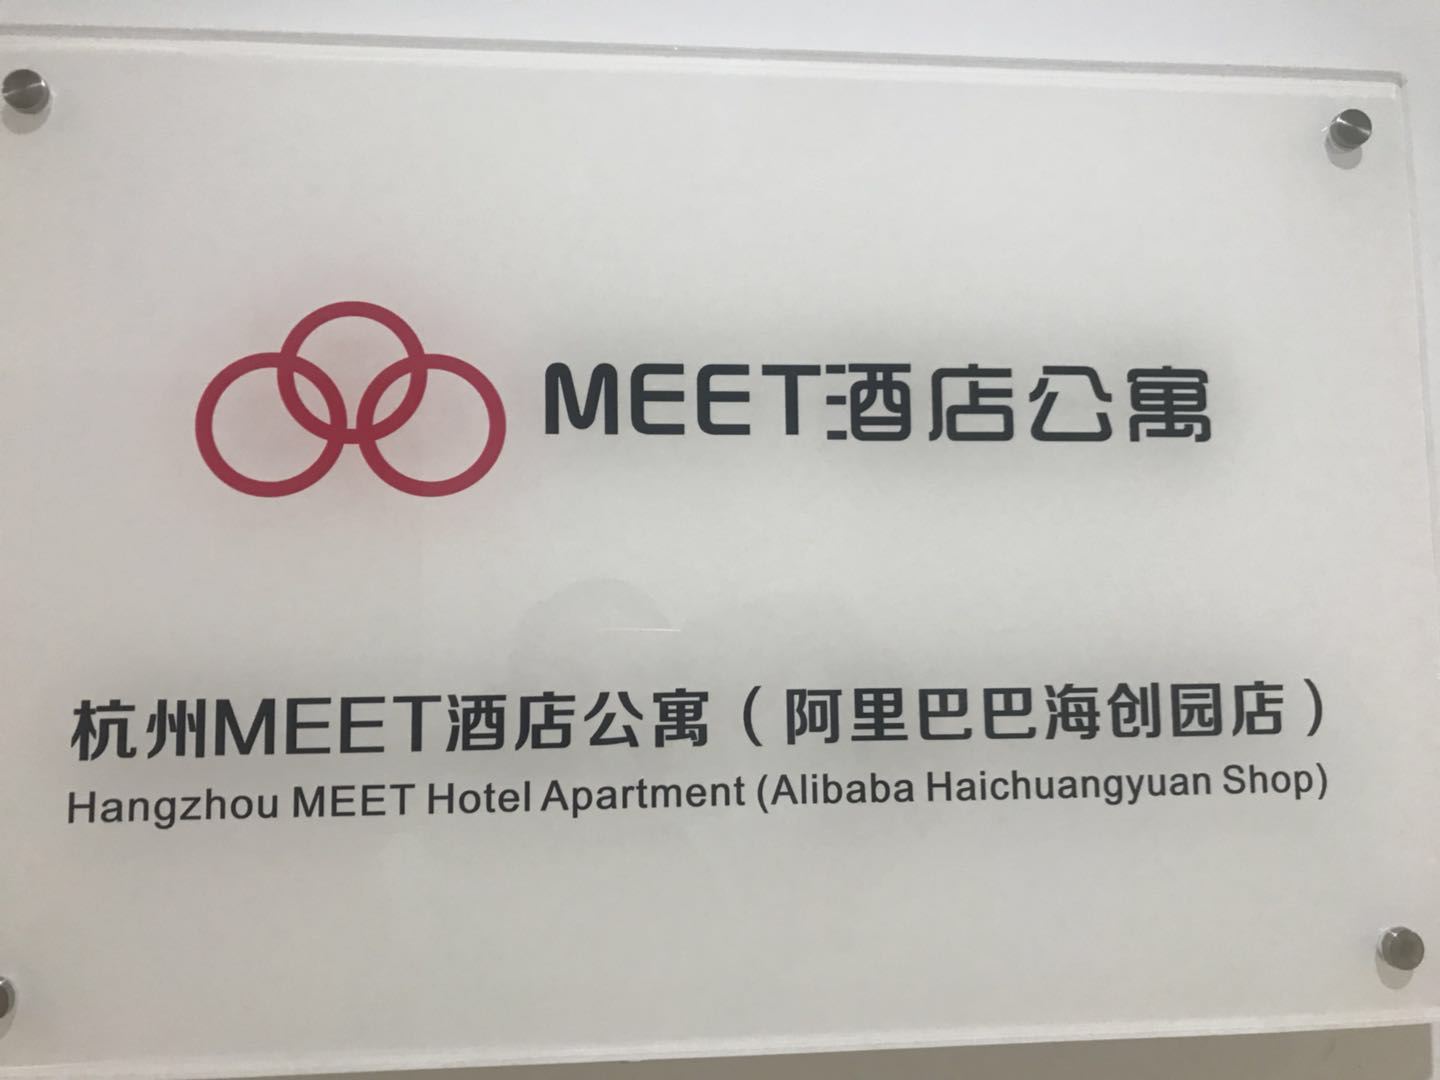 MEET酒店公寓
杭州MEET酒店公寓（阿里巴巴海创园店）
Hangzhou MEET Hotel Apartment (Alibaba Haichuangyuan Shop)